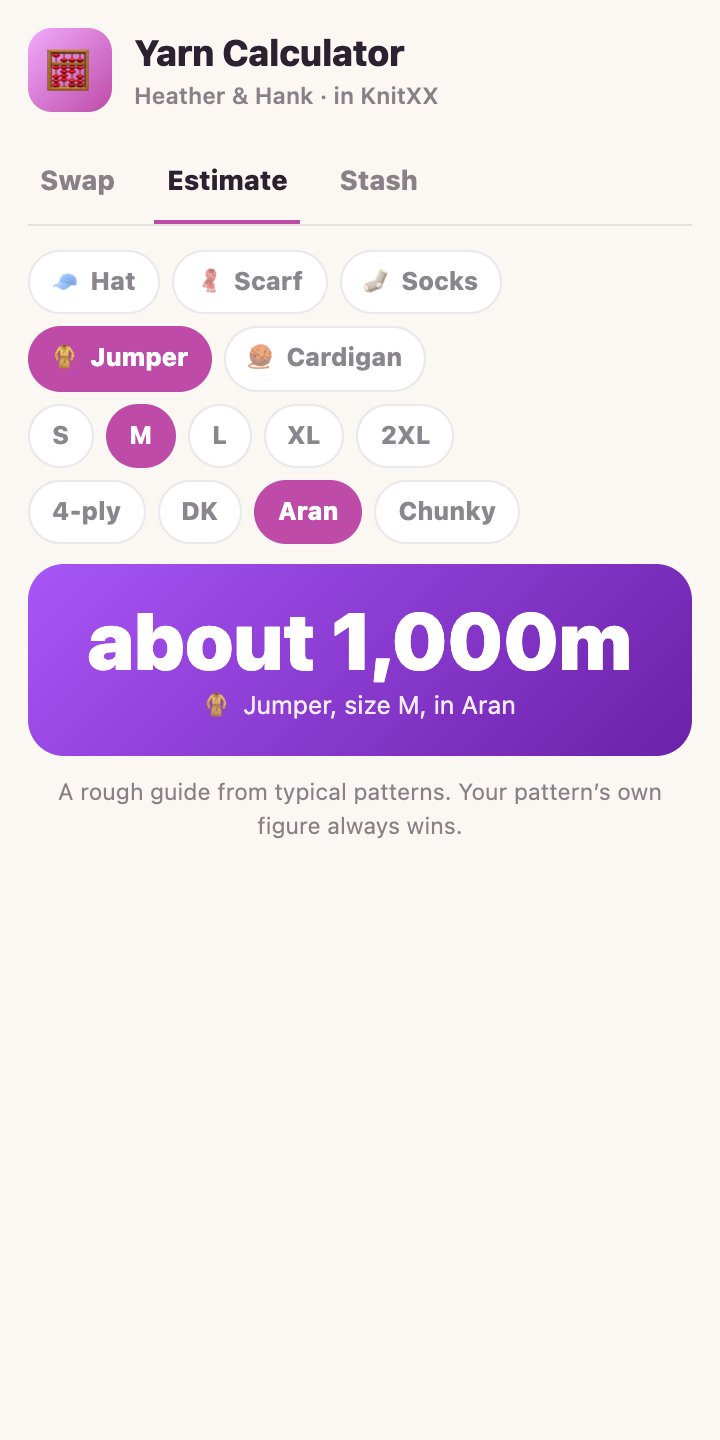 Yarn Calculator
Heather & Hank · in KnitXX
Swap Estimate Stash
Hat Scarf Socks
Jumper Cardigan
S M L XL 2XL
4-ply DK Aran Chunky
about 1,000m
Jumper, size M, in Aran
A rough guide from typical patterns. Your pattern’s own
figure always wins.